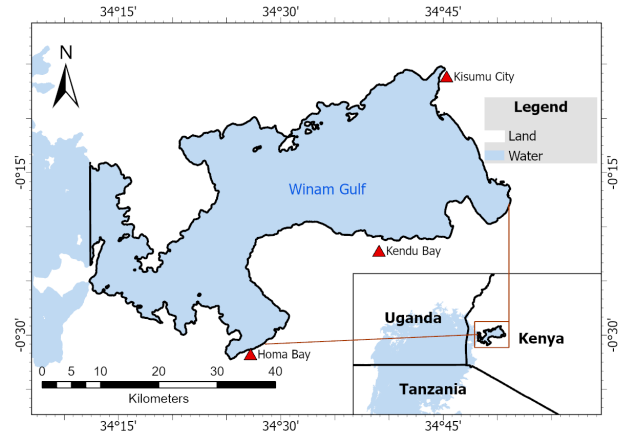 34°15' 34°30' 34°45'
N
Kisumu City
Legend
Land
Water
-0°15' -0°15'
Winam Gulf
Kendu Bay
Uganda
Kenya
-0°30' -0°30'
Homa Bay
Tanzania
0 5 10 20 30 40
Kilometers
34°15' 34°30' 34°45'